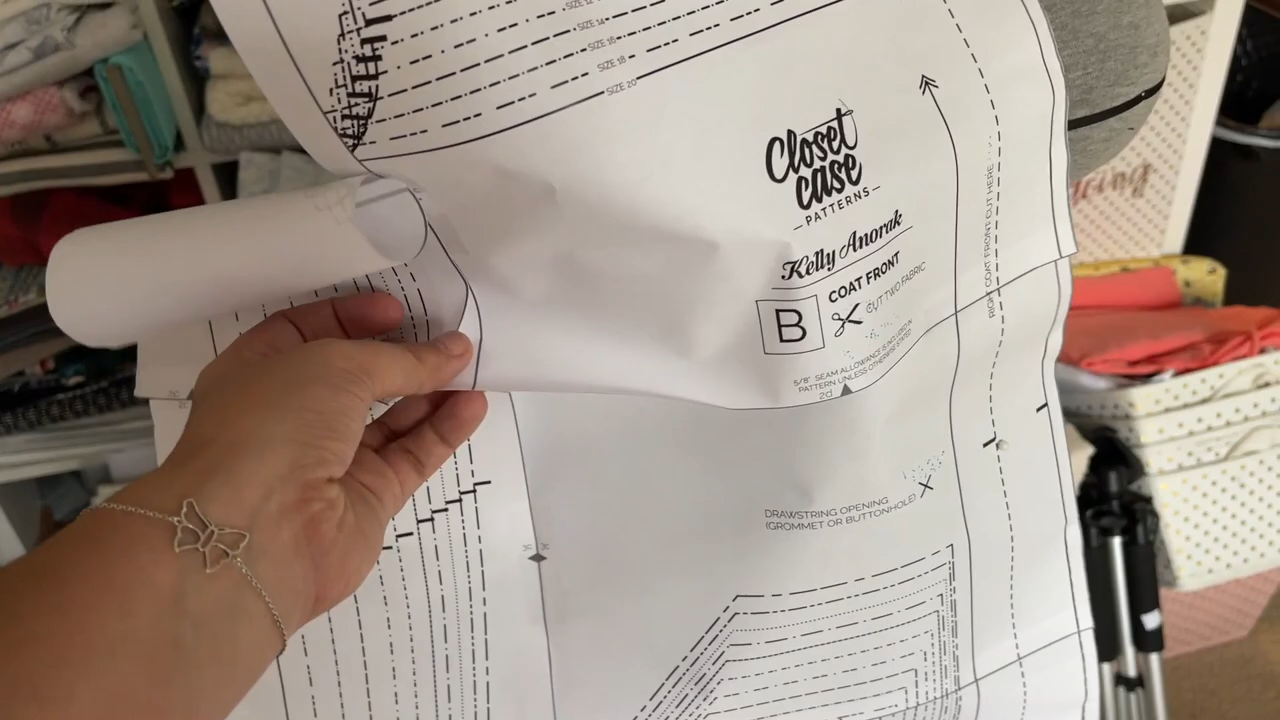 SIZE 12
SIZE 14
SIZE 16
SIZE 18
SIZE 20
Closet
case
PATTERNS
Kelly Anorak
COAT FRONT
B
CUT TWO FABRIC
5/8" SEAM ALLOWANCE IS INCLUDED IN
PATTERN UNLESS OTHERWISE STATED
2d
RIGHT COAT FRONT CUT HERE
DRAWSTRING OPENING
(GROMMET OR BUTTONHOLE)